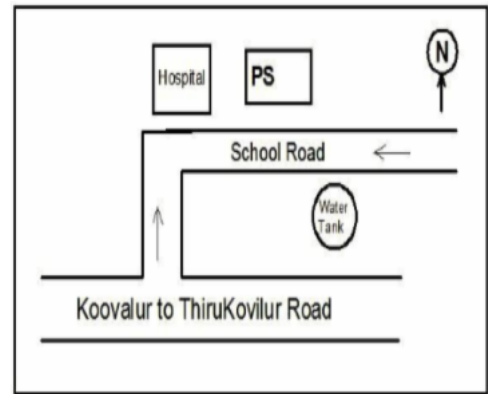 Hospital
PS
N
School Road
Water
Tank
Koovalur to ThiruKovilur Road